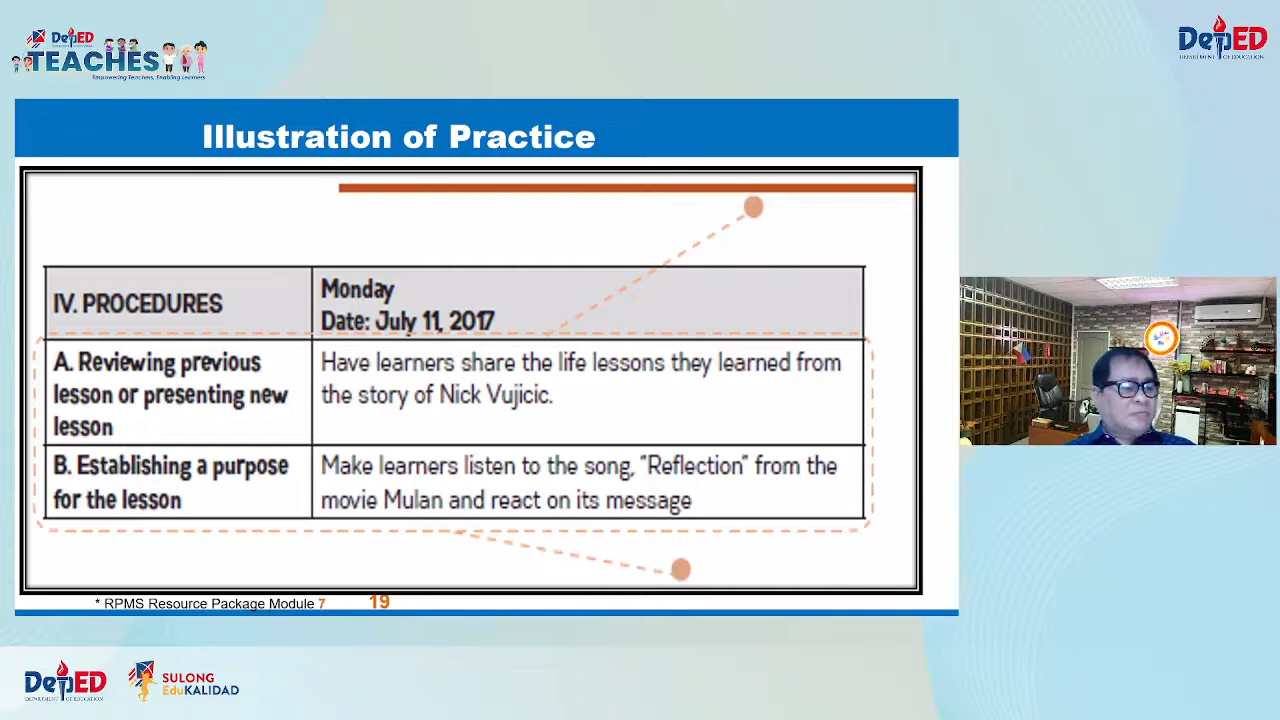 DepED
TEACHES
Empowering Teachers, Enabling Learners
DepED
DEPARTMENT OF EDUCATION
Illustration of Practice
IV. PROCEDURES
Monday
Date: July 11, 2017
A. Reviewing previous
lesson or presenting new
lesson
Have learners share the life lessons they learned from
the story of Nick Vujicic.
B. Establishing a purpose
for the lesson
Make learners listen to the song, “Reflection” from the
movie Mulan and react on its message
* RPMS Resource Package Module 7
19
DepED
DEPARTMENT OF EDUCATION
SULONG
EduKALIDAD